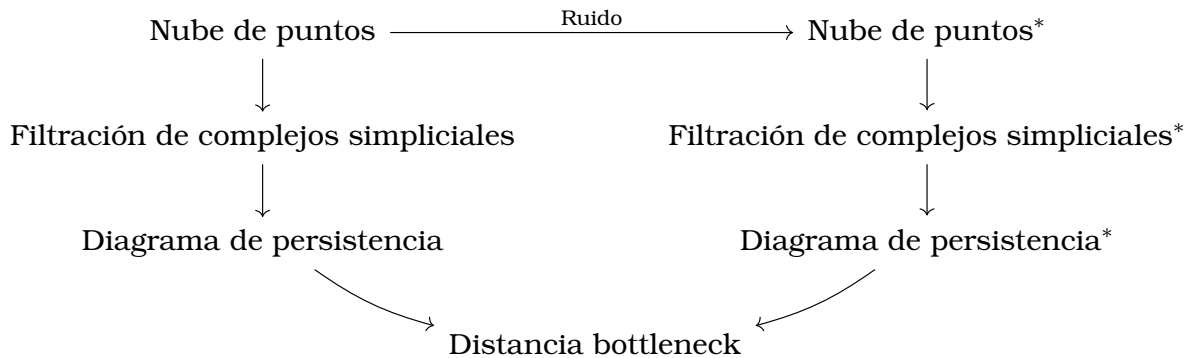 Ruido
Nube de puntos Nube de puntos*
Filtración de complejos simpliciales Filtración de complejos simpliciales*
Diagrama de persistencia Diagrama de persistencia*
Distancia bottleneck